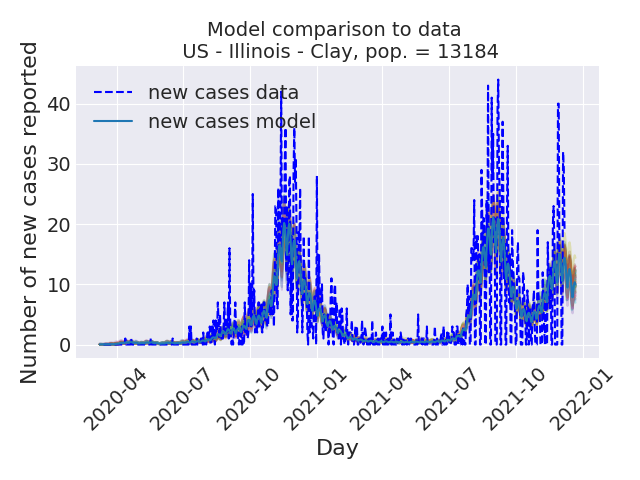 Model comparison to data
US - Illinois - Clay, pop. = 13184
Number of new cases reported
40
30
20
10
0
new cases data
new cases model
2020-04
2020-07
2020-10
2021-01
2021-04
2021-07
2021-10
2022-01
Day